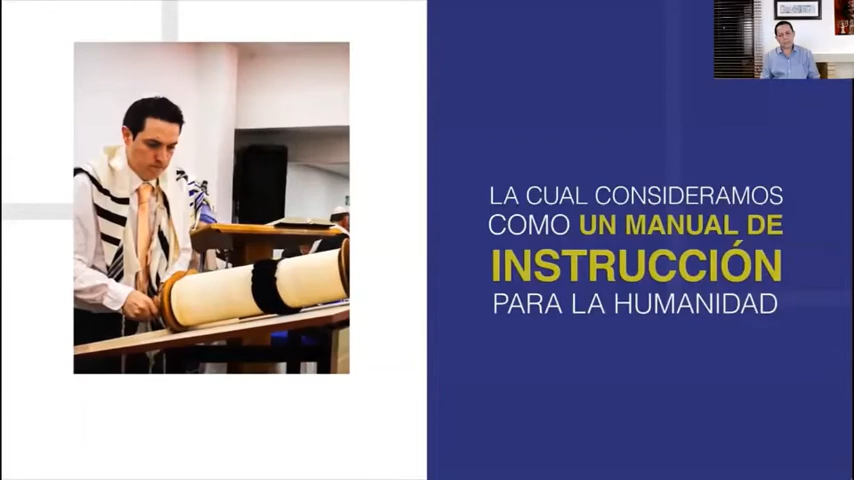 LA CUAL CONSIDERAMOS
COMO UN MANUAL DE
INSTRUCCIÓN
PARA LA HUMANIDAD